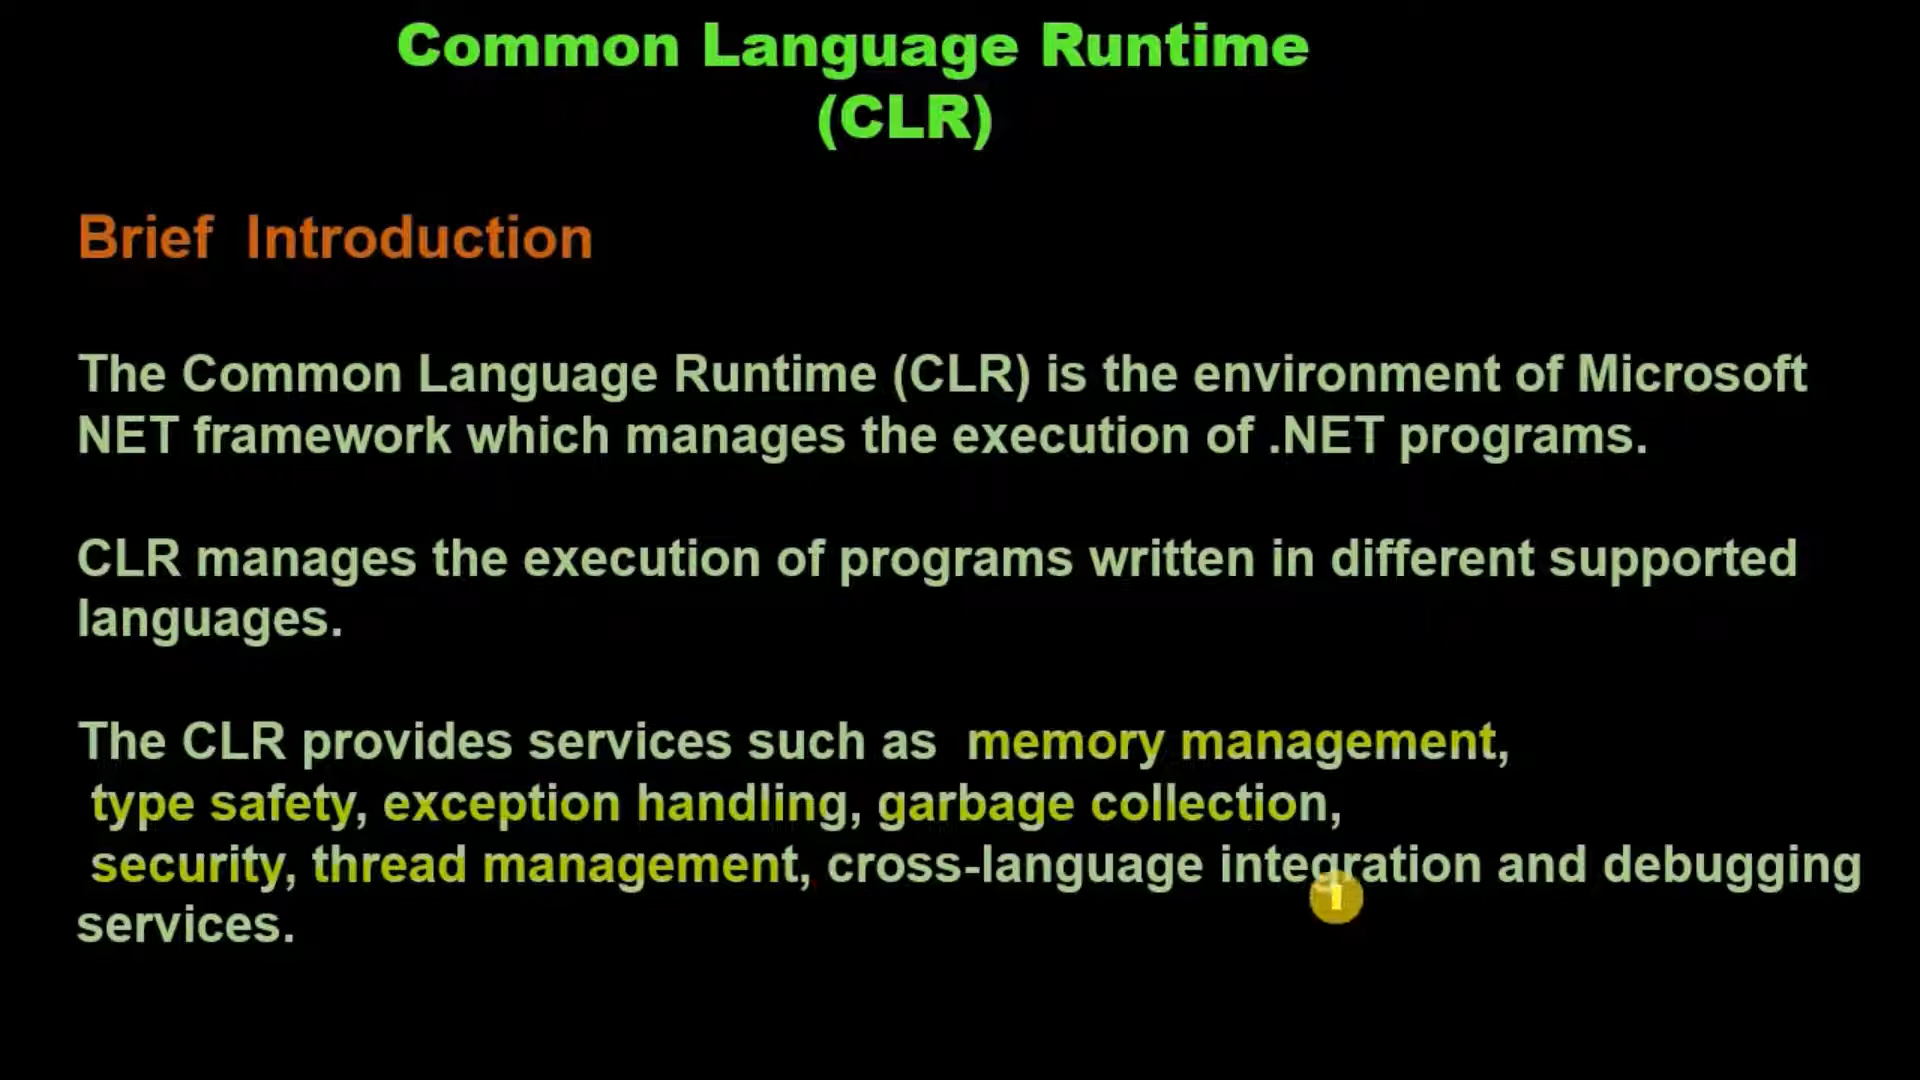 Common Language Runtime
(CLR)
Brief Introduction
The Common Language Runtime (CLR) is the environment of Microsoft
NET framework which manages the execution of .NET programs.
CLR manages the execution of programs written in different supported
languages.
The CLR provides services such as memory management,
type safety, exception handling, garbage collection,
security, thread management, cross-language integration and debugging
services.